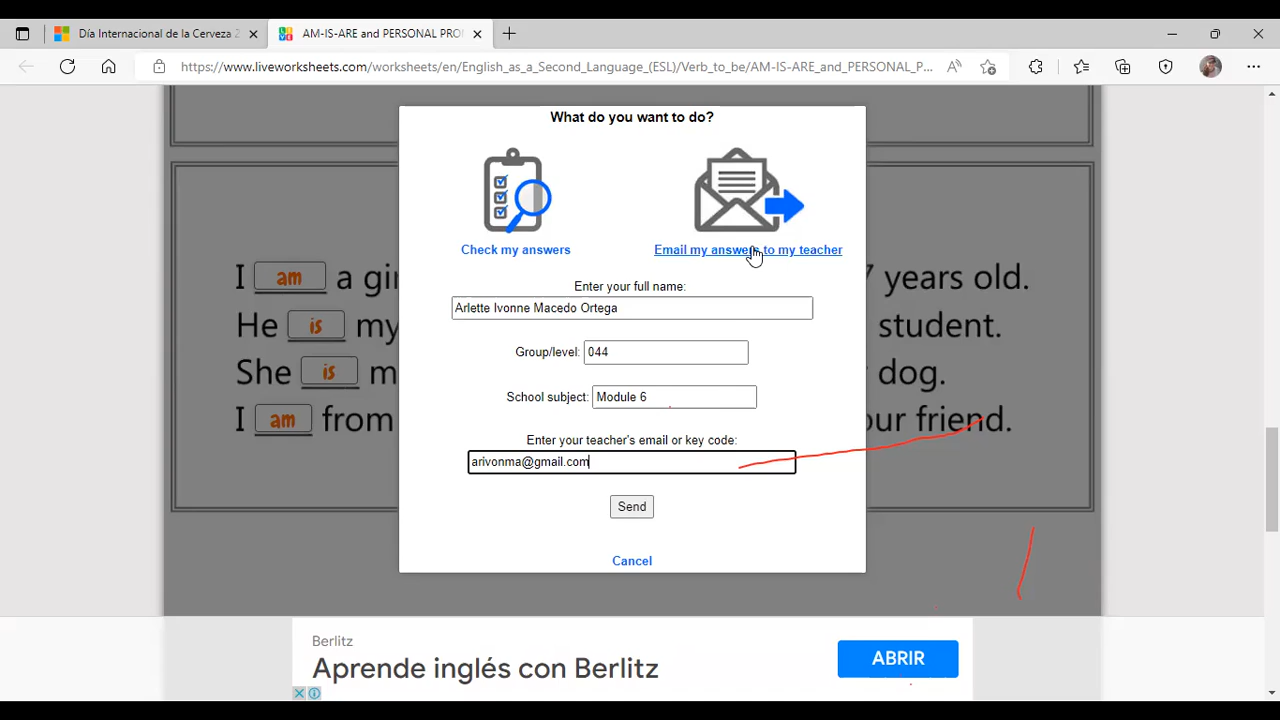 Día Internacional de la Cerveza 2
AM-IS-ARE and PERSONAL PRO
https://www.liveworksheets.com/worksheets/en/English_as_a_Second_Language_(ESL)/Verb_to_be/AM-IS-ARE_and_PERSONAL_P...
What do you want to do?
Check my answers
Email my answers to my teacher
Enter your full name:
Arlette Ivonne Macedo Ortega
Group/level: 044
School subject: Module 6
Enter your teacher's email or key code:
arivonma@gmail.com
Send
Cancel
I am a gir 7 years old.
He is my student.
She is m dog.
I am from our friend.
Berlitz
Aprende inglés con Berlitz
ABRIR